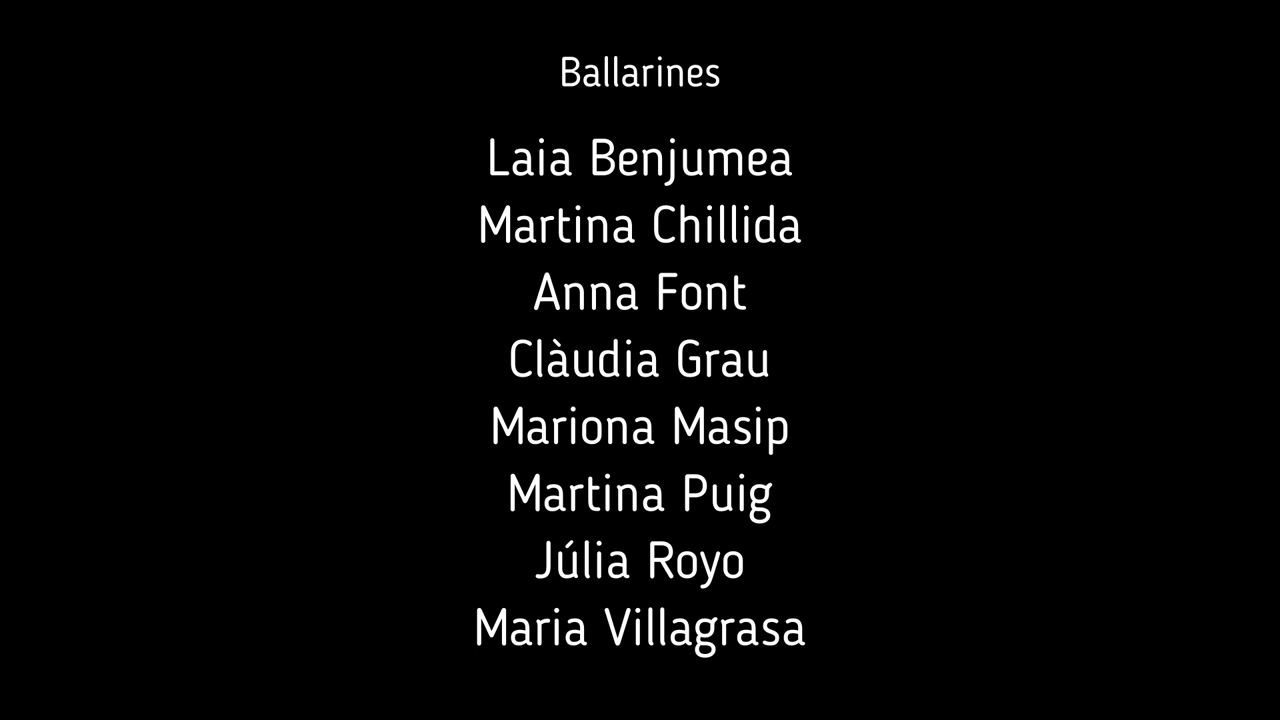 Ballarines
Laia Benjumea
Martina Chillida
Anna Font
Clàudia Grau
Mariona Masip
Martina Puig
Júlia Royo
Maria Villagrasa